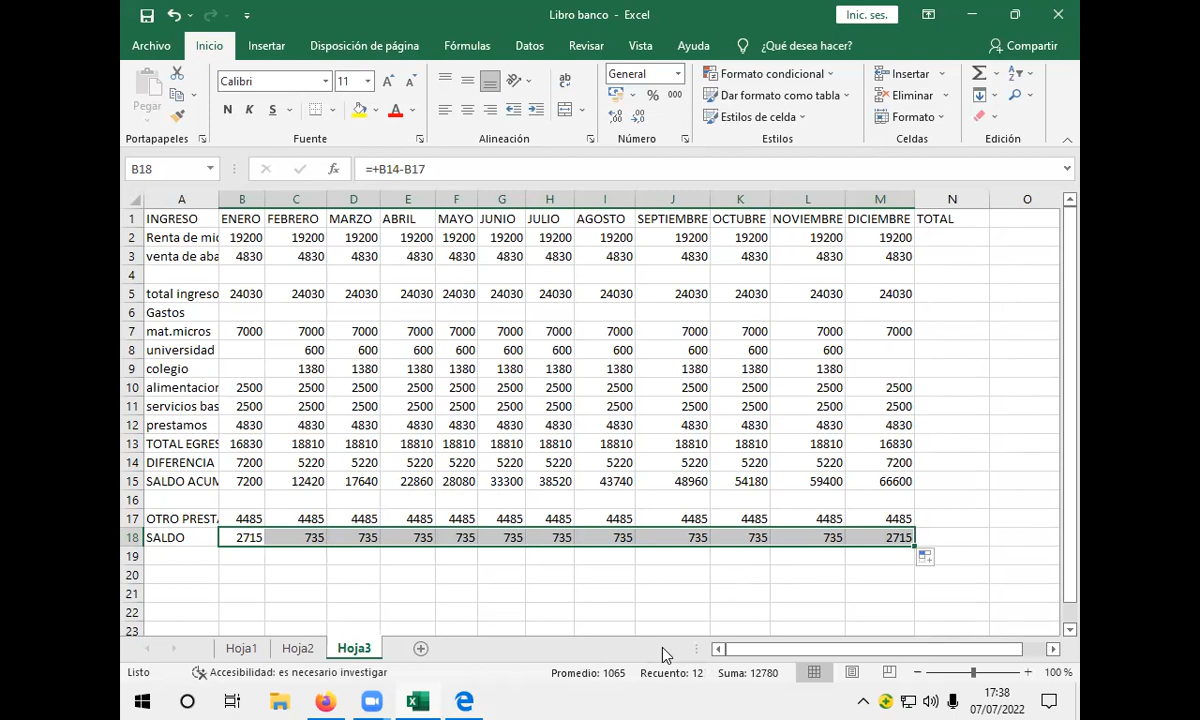 Libro banco - Excel
Inic. ses.
Archivo Inicio Insertar Disposición de página Fórmulas Datos Revisar Vista Ayuda ¿Qué desea hacer? Compartir
Pegar
Calibri 11
N K S
General
% 000
Formato condicional
Dar formato como tabla
Estilos de celda
Insertar
Eliminar
Formato
Portapapeles Fuente Alineación Número Estilos Celdas Edición
B18 fx =+B14-B17
A B C D E F G H I J K L M N O
1 INGRESO ENERO FEBRERO MARZO ABRIL MAYO JUNIO JULIO AGOSTO SEPTIEMBRE OCTUBRE NOVIEMBRE DICIEMBRE TOTAL
2 Renta de mic 19200 19200 19200 19200 19200 19200 19200 19200 19200 19200 19200 19200
3 venta de aba 4830 4830 4830 4830 4830 4830 4830 4830 4830 4830 4830 4830
4
5 total ingreso 24030 24030 24030 24030 24030 24030 24030 24030 24030 24030 24030 24030
6 Gastos
7 mat.micros 7000 7000 7000 7000 7000 7000 7000 7000 7000 7000 7000 7000
8 universidad 600 600 600 600 600 600 600 600 600 600
9 colegio 1380 1380 1380 1380 1380 1380 1380 1380 1380 1380
10 alimentacion 2500 2500 2500 2500 2500 2500 2500 2500 2500 2500 2500 2500
11 servicios bas 2500 2500 2500 2500 2500 2500 2500 2500 2500 2500 2500 2500
12 prestamos 4830 4830 4830 4830 4830 4830 4830 4830 4830 4830 4830 4830
13 TOTAL EGRES 16830 18810 18810 18810 18810 18810 18810 18810 18810 18810 18810 16830
14 DIFERENCIA 7200 5220 5220 5220 5220 5220 5220 5220 5220 5220 5220 7200
15 SALDO ACUM 7200 12420 17640 22860 28080 33300 38520 43740 48960 54180 59400 66600
16
17 OTRO PRESTA 4485 4485 4485 4485 4485 4485 4485 4485 4485 4485 4485 4485
18 SALDO 2715 735 735 735 735 735 735 735 735 735 735 2715
19
20
21
22
23
Hoja1 Hoja2 Hoja3
Listo Accesibilidad: es necesario investigar Promedio: 1065 Recuento: 12 Suma: 12780 100 %
17:38
07/07/2022